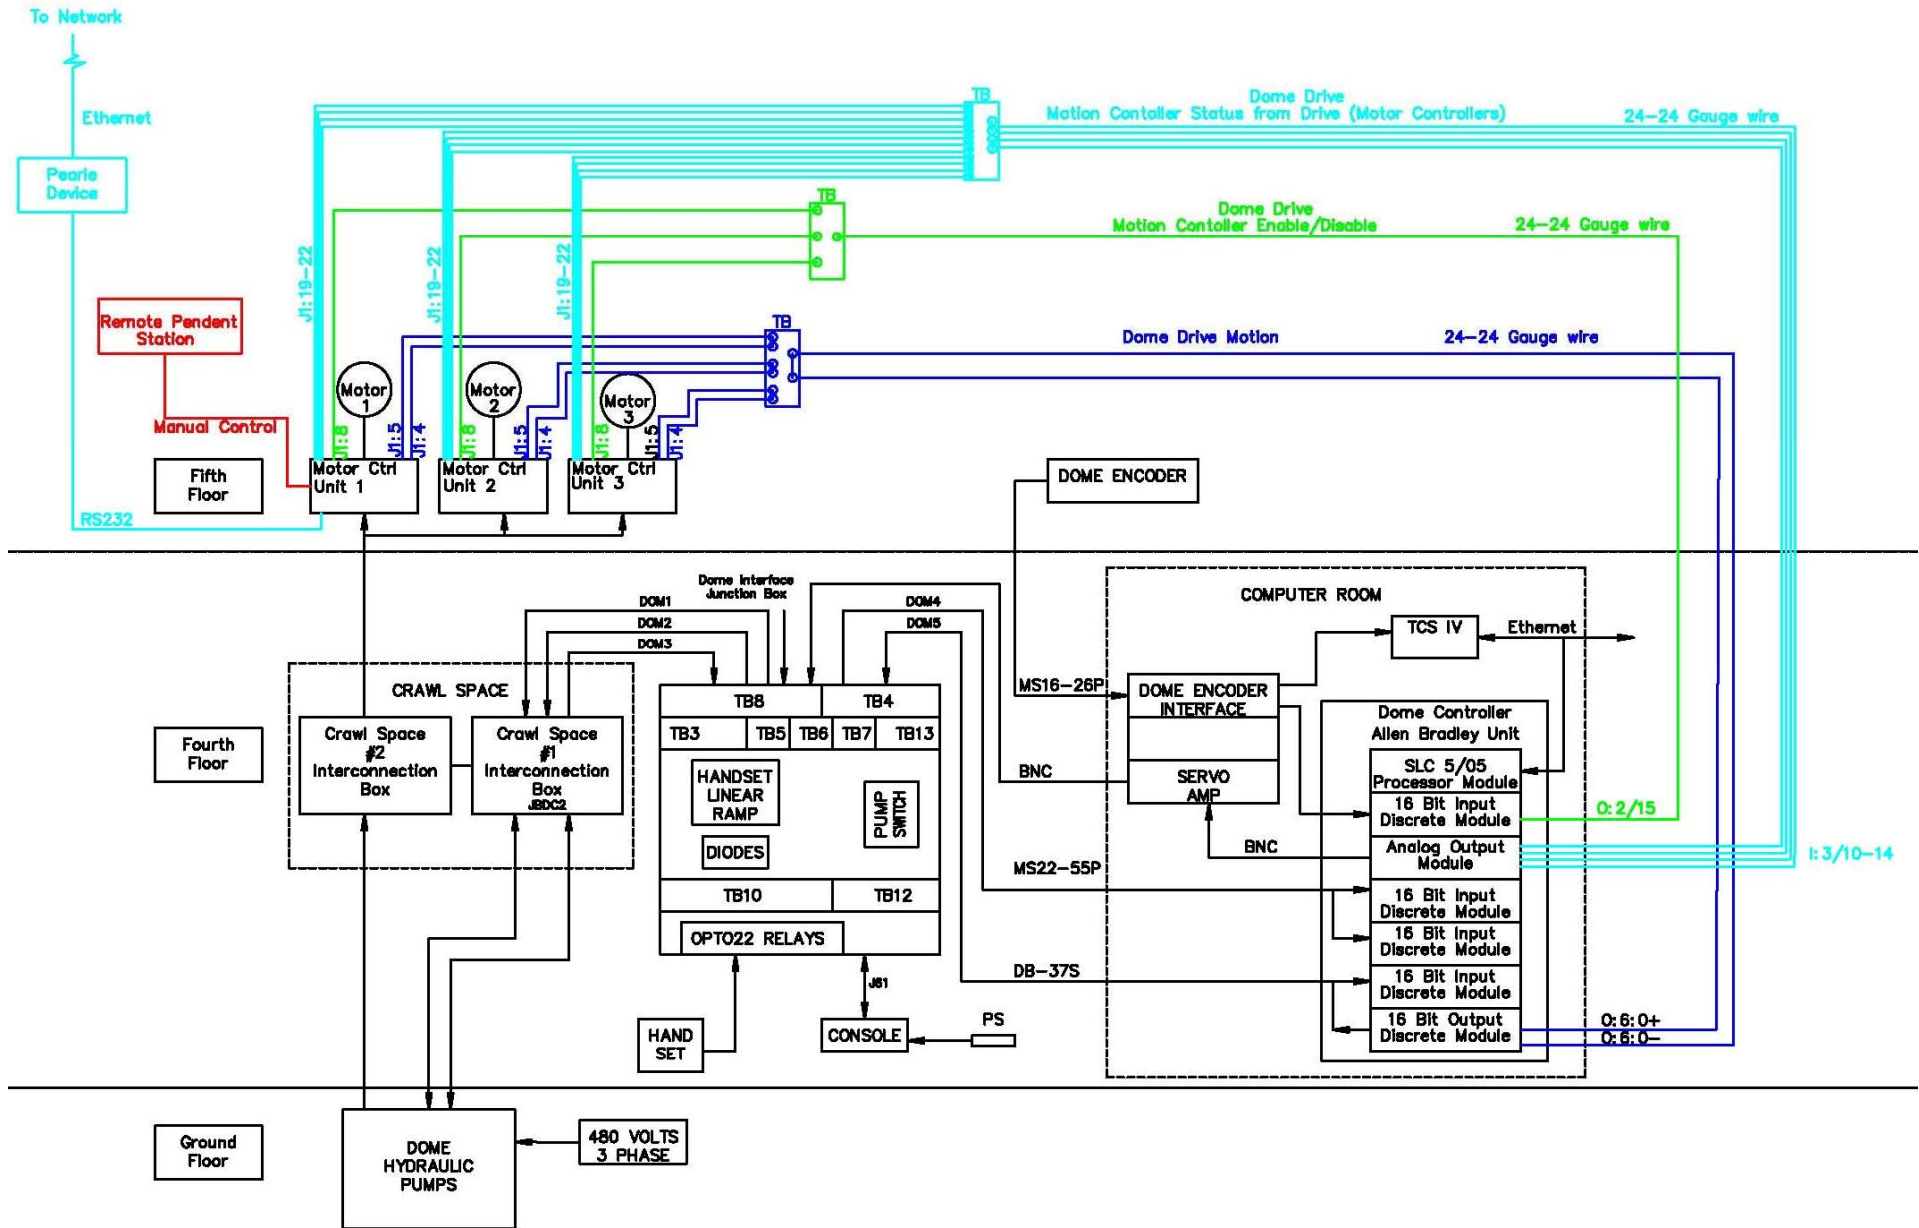 To Network
Ethernet
Pearle
Device
TB
Dome Drive
Motion Contoller Status from Drive (Motor Controllers)
24-24 Gauge wire
TB
Dome Drive
Motion Contoller Enable/Disable
24-24 Gauge wire
J1:19-22
J1:19-22
J1:19-22
Remote Pendent
Station
TB
Dome Drive Motion
24-24 Gauge wire
Motor
1
Motor
2
Motor
3
Manual Control
J1:8
J1:5
J1:4
J1:8
J1:5
J1:4
J1:8
J1:5
J1:4
Fifth
Floor
Motor Ctrl
Unit 1
Motor Ctrl
Unit 2
Motor Ctrl
Unit 3
DOME ENCODER
RS232
Dome Interface
Junction Box
DOM1
DOM2
DOM3
DOM4
DOM5
COMPUTER ROOM
TCS IV
Ethernet
CRAWL SPACE
MS16-26P
DOME ENCODER
INTERFACE
TB8
TB4
TB3
TB5
TB6
TB7
TB13
Dome Controller
Allen Bradley Unit
Fourth
Floor
Crawl Space
#2
Interconnection
Box
Crawl Space
#1
Interconnection
Box
JBDC2
HANDSET
LINEAR
RAMP
PUMP
SWITCH
DIODES
BNC
SERVO
AMP
SLC 5/05
Processor Module
16 Bit Input
Discrete Module
O:2/15
BNC
Analog Output
Module
I:3/10-14
MS22-55P
16 Bit Input
Discrete Module
TB10
TB12
16 Bit Input
Discrete Module
OPTO22 RELAYS
DB-37S
16 Bit Input
Discrete Module
J61
HAND
SET
CONSOLE
PS
16 Bit Output
Discrete Module
O:6:0+
O:6:0-
Ground
Floor
DOME
HYDRAULIC
PUMPS
480 VOLTS
3 PHASE